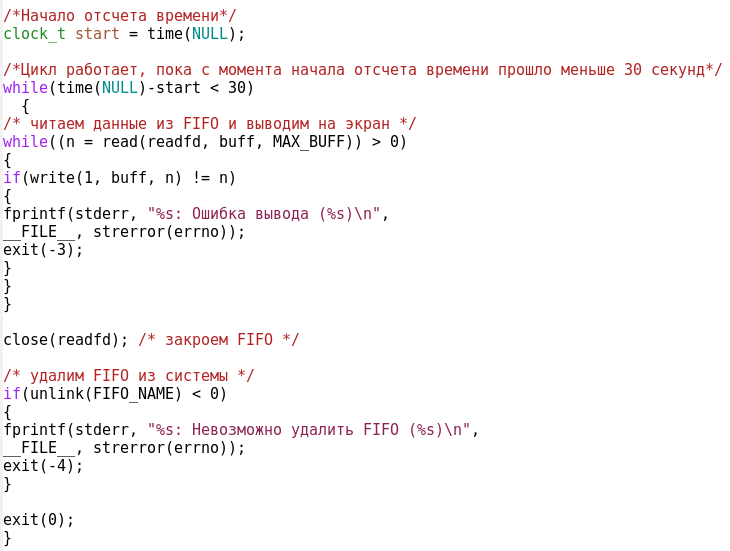 /*Начало отсчета времени*/
clock_t start = time(NULL);
/*Цикл работает, пока с момента начала отсчета времени прошло меньше 30 секунд*/
while(time(NULL)-start < 30)
{
/* читаем данные из FIFO и выводим на экран */
while((n = read(readfd, buff, MAX_BUFF)) > 0)
{
if(write(1, buff, n) != n)
{
fprintf(stderr, "%s: Ошибка вывода (%s)\n",
__FILE__, strerror(errno));
exit(-3);
}
}
}
close(readfd); /* закроем FIFO */
/* удалим FIFO из системы */
if(unlink(FIFO_NAME) < 0)
{
fprintf(stderr, "%s: Невозможно удалить FIFO (%s)\n",
__FILE__, strerror(errno));
exit(-4);
}
exit(0);
}